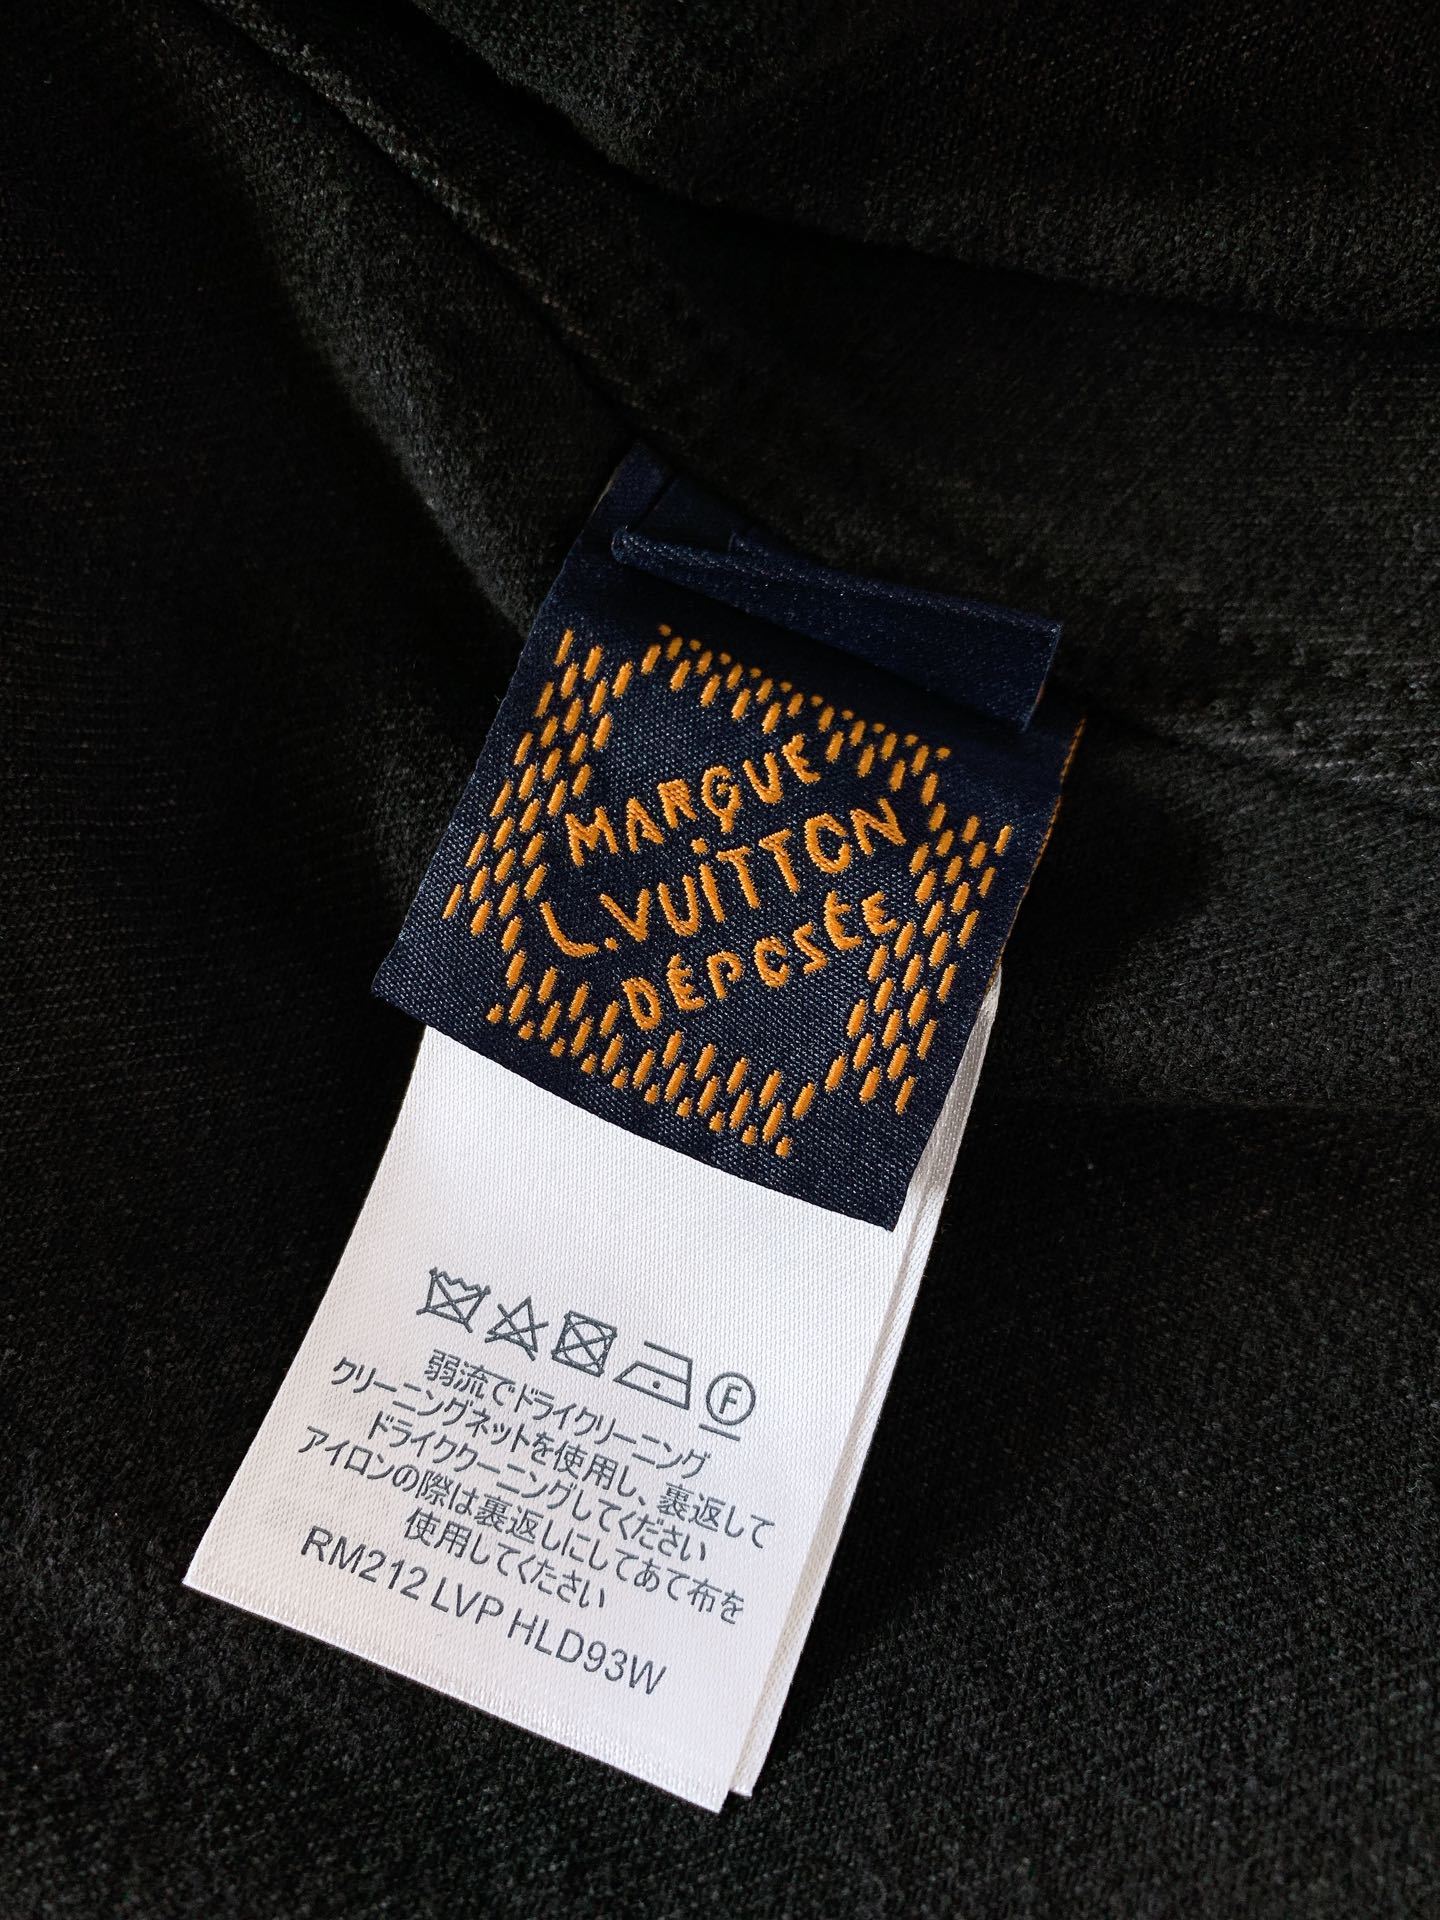 MARQUE
L.VUiTTON
DÉPOSÉE
F
弱流でドライクリーニング
クリーニングネットを使用し、裏返して
ドライククーニングしてください
アイロンの際は裏返しにしてあて布を
使用してください
RM212 LVP HLD93W